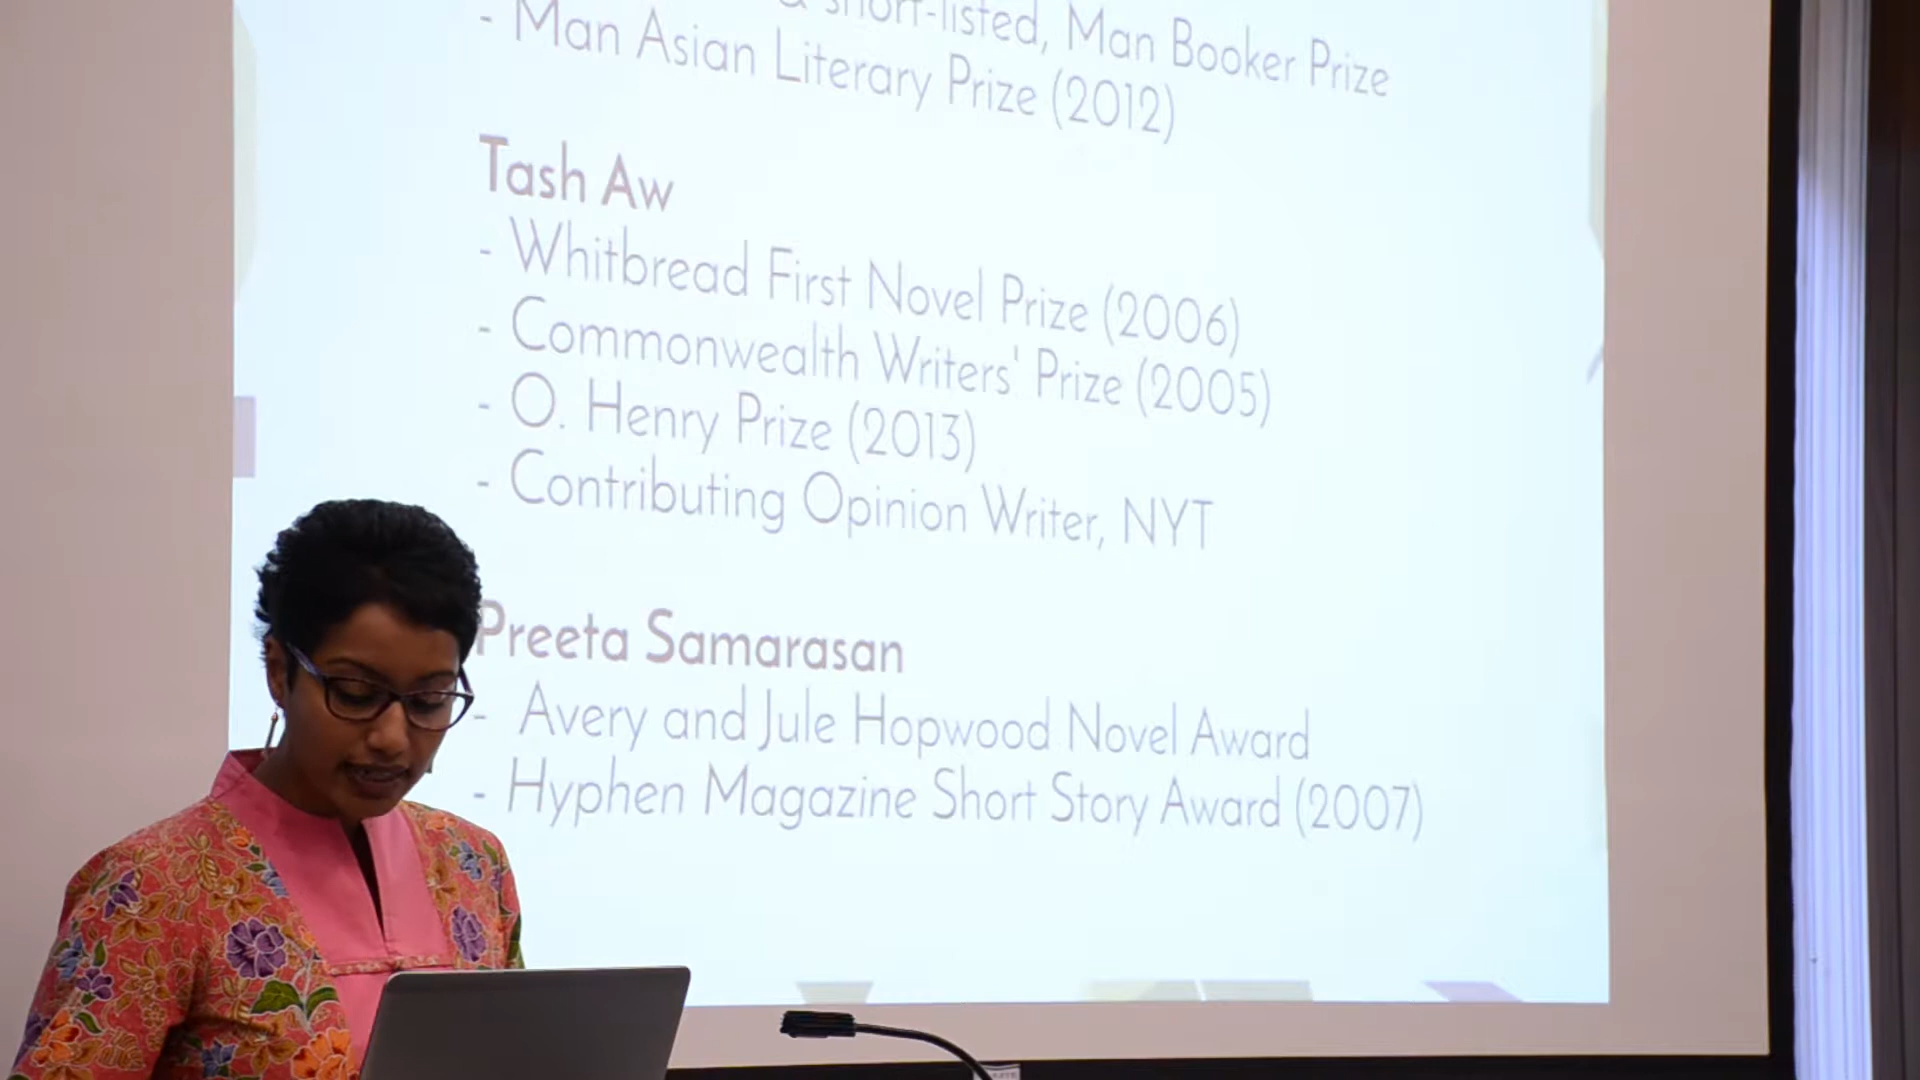 short-listed, Man Booker Prize
- Man Asian Literary Prize (2012)
Tash Aw
- Whitbread First Novel Prize (2006)
- Commonwealth Writers' Prize (2005)
- O. Henry Prize (2013)
- Contributing Opinion Writer, NYT
Preeta Samarasan
- Avery and Jule Hopwood Novel Award
- Hyphen Magazine Short Story Award (2007)